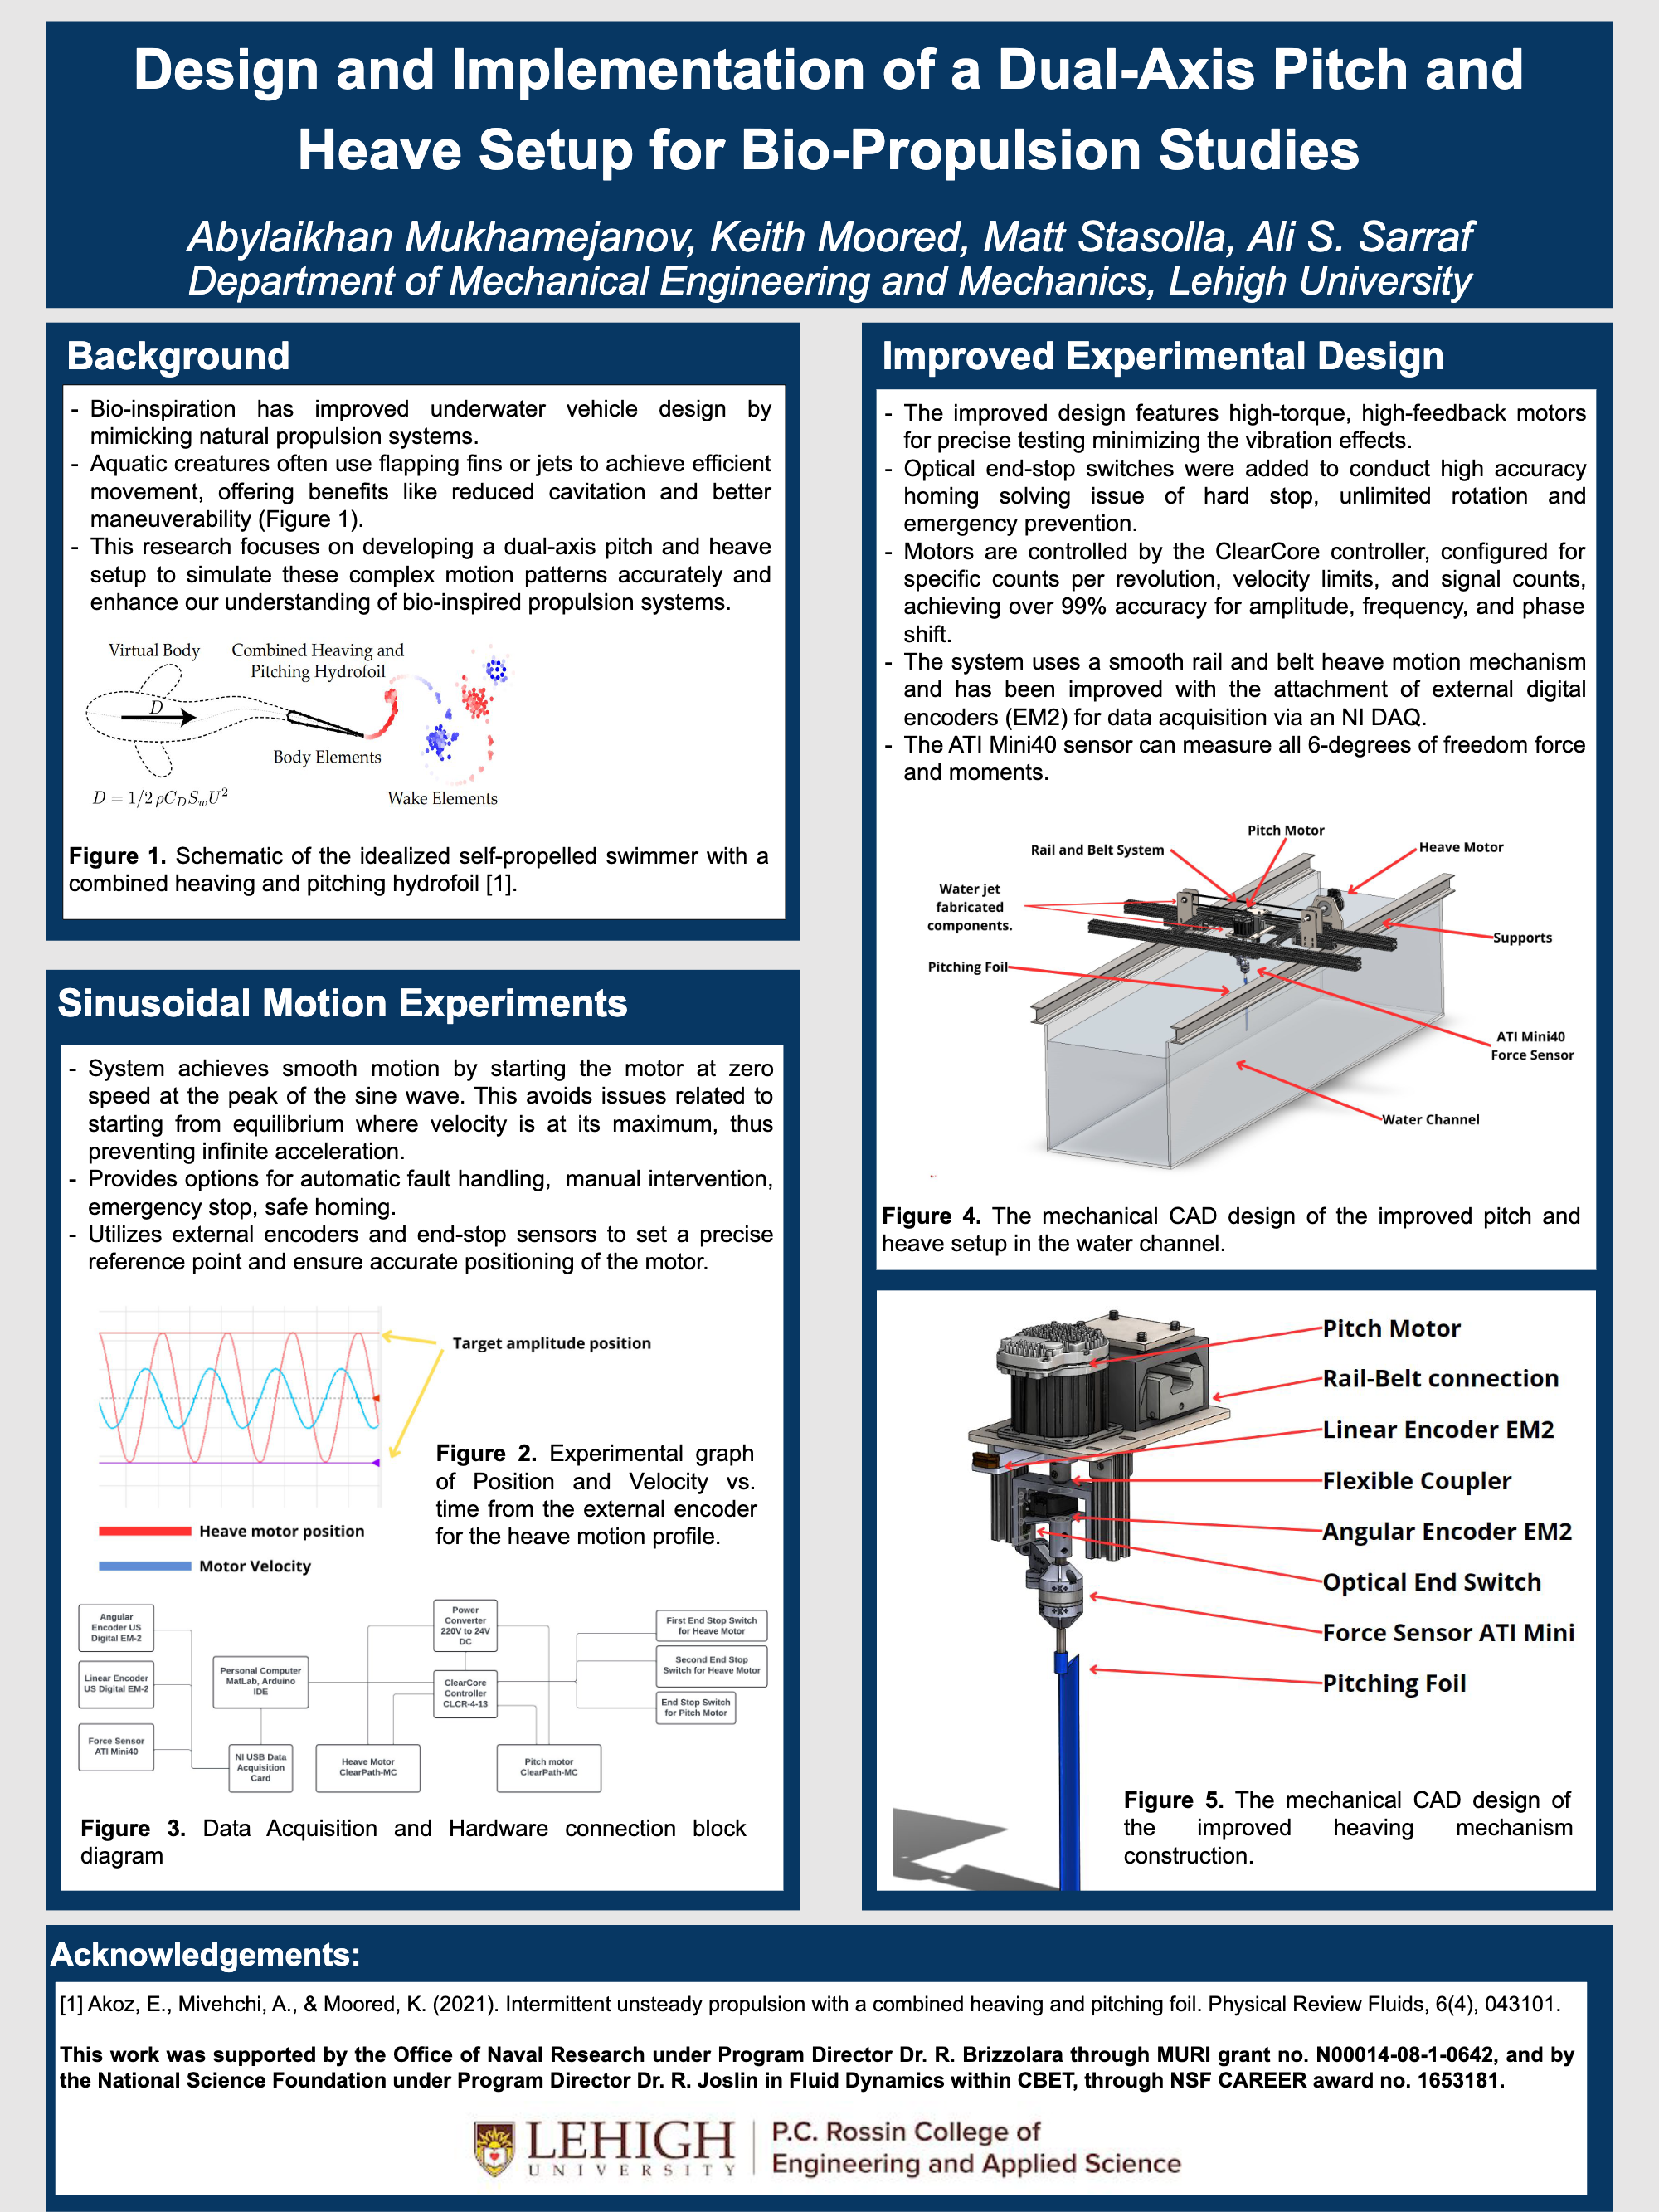 Design and Implementation of a Dual-Axis Pitch and
Heave Setup for Bio-Propulsion Studies
Abylaikhan Mukhamejanov, Keith Moored, Matt Stasolla, Ali S. Sarraf
Department of Mechanical Engineering and Mechanics, Lehigh University
Background
- Bio-inspiration has improved underwater vehicle design by
mimicking natural propulsion systems.
- Aquatic creatures often use flapping fins or jets to achieve efficient
movement, offering benefits like reduced cavitation and better
maneuverability (Figure 1).
- This research focuses on developing a dual-axis pitch and heave
setup to simulate these complex motion patterns accurately and
enhance our understanding of bio-inspired propulsion systems.
Virtual Body
Combined Heaving and
Pitching Hydrofoil
D
Body Elements
D = 1/2 ρC_D S_w U²
Wake Elements
Figure 1. Schematic of the idealized self-propelled swimmer with a
combined heaving and pitching hydrofoil [1].
Sinusoidal Motion Experiments
- System achieves smooth motion by starting the motor at zero
speed at the peak of the sine wave. This avoids issues related to
starting from equilibrium where velocity is at its maximum, thus
preventing infinite acceleration.
- Provides options for automatic fault handling, manual intervention,
emergency stop, safe homing.
- Utilizes external encoders and end-stop sensors to set a precise
reference point and ensure accurate positioning of the motor.
Target amplitude position
Heave motor position
Motor Velocity
Figure 2. Experimental graph
of Position and Velocity vs.
time from the external encoder
for the heave motion profile.
Angular
Encoder US
Digital EM-2
Linear Encoder
US Digital EM-2
Force Sensor
ATI Mini40
Personal Computer
MatLab, Arduino
IDE
NI USB Data
Acquisition
Card
Power
Converter
220V to 24V
DC
ClearCore
Controller
CLCR-4-13
Heave Motor
ClearPath-MC
Pitch motor
ClearPath-MC
First End Stop Switch
for Heave Motor
Second End Stop
Switch for Heave Motor
End Stop Switch
for Pitch Motor
Figure 3. Data Acquisition and Hardware connection block
diagram
Improved Experimental Design
- The improved design features high-torque, high-feedback motors
for precise testing minimizing the vibration effects.
- Optical end-stop switches were added to conduct high accuracy
homing solving issue of hard stop, unlimited rotation and
emergency prevention.
- Motors are controlled by the ClearCore controller, configured for
specific counts per revolution, velocity limits, and signal counts,
achieving over 99% accuracy for amplitude, frequency, and phase
shift.
- The system uses a smooth rail and belt heave motion mechanism
and has been improved with the attachment of external digital
encoders (EM2) for data acquisition via an NI DAQ.
- The ATI Mini40 sensor can measure all 6-degrees of freedom force
and moments.
Pitch Motor
Rail and Belt System
Heave Motor
Water jet
fabricated
components.
Supports
Pitching Foil
ATI Mini40
Force Sensor
Water Channel
Figure 4. The mechanical CAD design of the improved pitch and
heave setup in the water channel.
Pitch Motor
Rail-Belt connection
Linear Encoder EM2
Flexible Coupler
Angular Encoder EM2
Optical End Switch
Force Sensor ATI Mini
Pitching Foil
Figure 5. The mechanical CAD design of
the improved heaving mechanism
construction.
Acknowledgements:
[1] Akoz, E., Mivehchi, A., & Moored, K. (2021). Intermittent unsteady propulsion with a combined heaving and pitching foil. Physical Review Fluids, 6(4), 043101.
This work was supported by the Office of Naval Research under Program Director Dr. R. Brizzolara through MURI grant no. N00014-08-1-0642, and by
the National Science Foundation under Program Director Dr. R. Joslin in Fluid Dynamics within CBET, through NSF CAREER award no. 1653181.
LEHIGH
UNIVERSITY
P.C. Rossin College of
Engineering and Applied Science